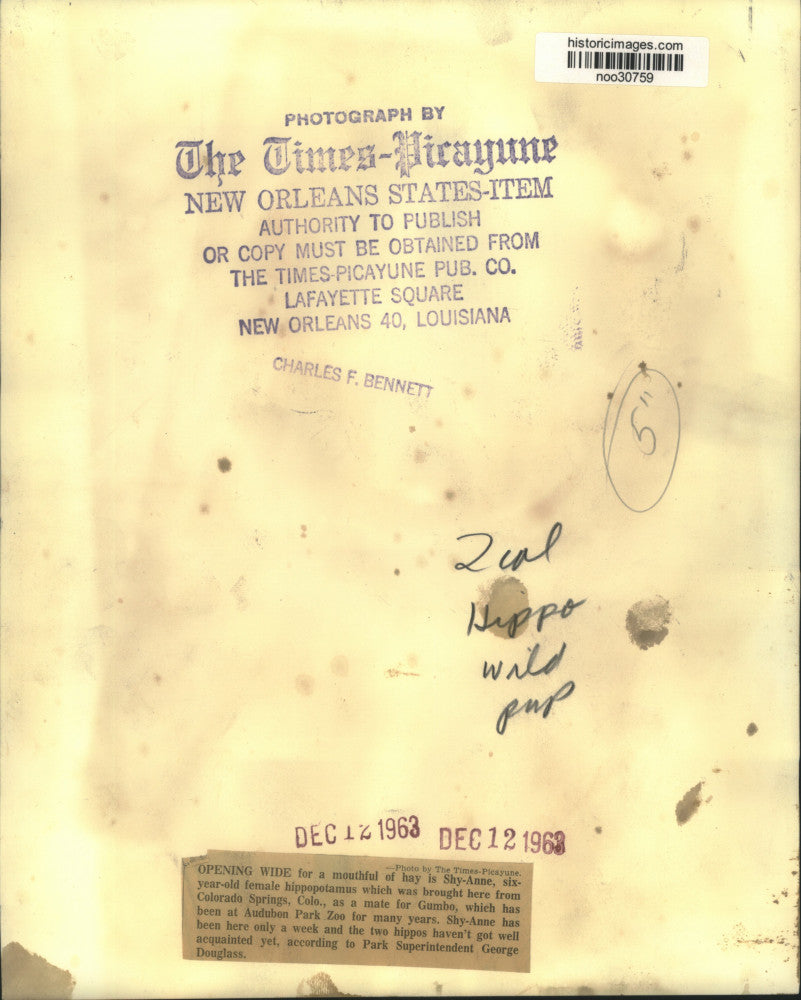 historicimages.com
noo30759
PHOTOGRAPH BY
The Times-Picayune
NEW ORLEANS STATES-ITEM
AUTHORITY TO PUBLISH
OR COPY MUST BE OBTAINED FROM
THE TIMES-PICAYUNE PUB. CO.
LAFAYETTE SQUARE
NEW ORLEANS 40, LOUISIANA
CHARLES F. BENNETT
5"
2 col
Hippo
wild
pup
DEC 12 1963 DEC 12 1963
—Photo by The Times-Picayune.
OPENING WIDE for a mouthful of hay is Shy-Anne, six-
year-old female hippopotamus which was brought here from
Colorado Springs, Colo., as a mate for Gumbo, which has
been at Audubon Park Zoo for many years. Shy-Anne has
been here only a week and the two hippos haven't got well
acquainted yet, according to Park Superintendent George
Douglass.